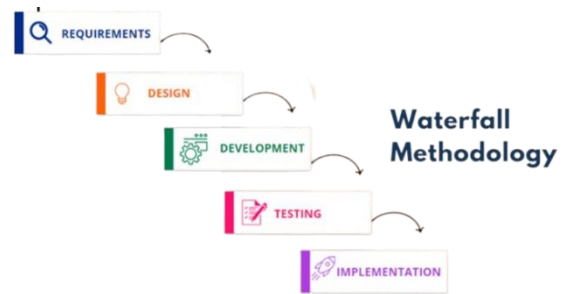 REQUIREMENTS
DESIGN
DEVELOPMENT
TESTING
IMPLEMENTATION
Waterfall
Methodology